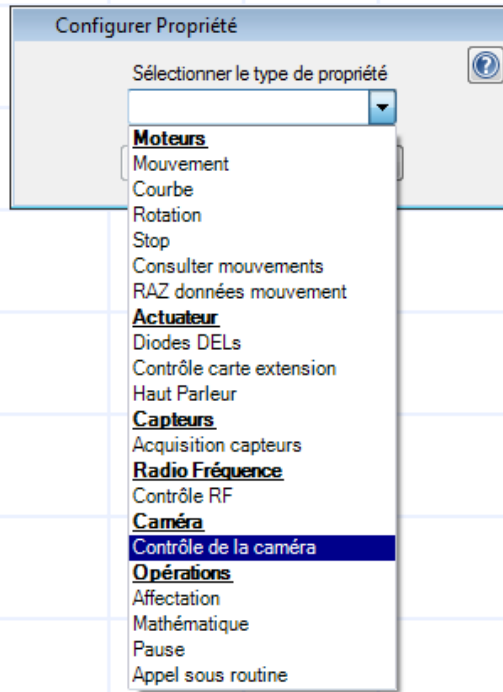 Configurer Propriété
Sélectionner le type de propriété
Moteurs
Mouvement
Courbe
Rotation
Stop
Consulter mouvements
RAZ données mouvement
Actuateur
Diodes DELs
Contrôle carte extension
Haut Parleur
Capteurs
Acquisition capteurs
Radio Fréquence
Contrôle RF
Caméra
Contrôle de la caméra
Opérations
Affectation
Mathématique
Pause
Appel sous routine